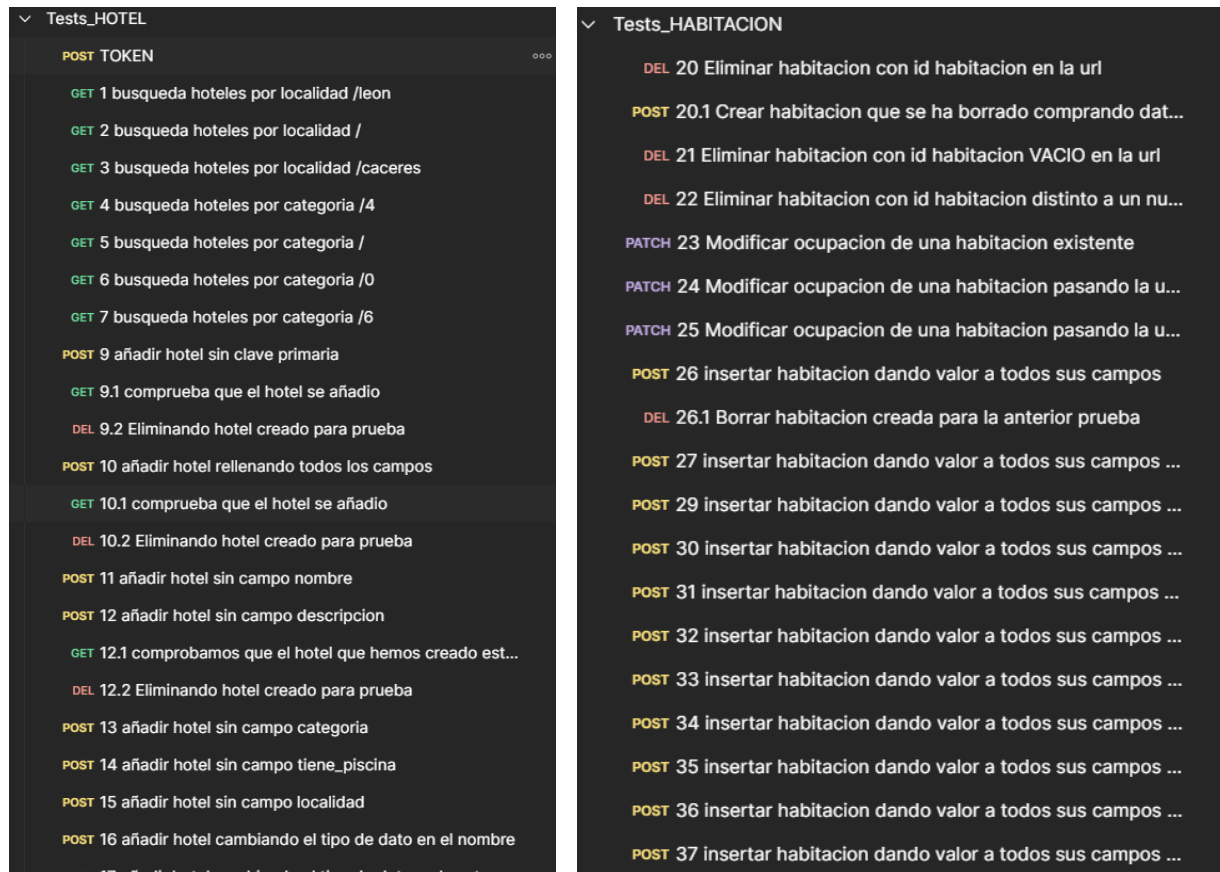 Tests_HOTEL
POST TOKEN
GET 1 busqueda hoteles por localidad /leon
GET 2 busqueda hoteles por localidad /
GET 3 busqueda hoteles por localidad /caceres
GET 4 busqueda hoteles por categoria /4
GET 5 busqueda hoteles por categoria /
GET 6 busqueda hoteles por categoria /0
GET 7 busqueda hoteles por categoria /6
POST 9 añadir hotel sin clave primaria
GET 9.1 comprueba que el hotel se añadio
DEL 9.2 Eliminando hotel creado para prueba
POST 10 añadir hotel rellenando todos los campos
GET 10.1 comprueba que el hotel se añadio
DEL 10.2 Eliminando hotel creado para prueba
POST 11 añadir hotel sin campo nombre
POST 12 añadir hotel sin campo descripcion
GET 12.1 comprobamos que el hotel que hemos creado est...
DEL 12.2 Eliminando hotel creado para prueba
POST 13 añadir hotel sin campo categoria
POST 14 añadir hotel sin campo tiene_piscina
POST 15 añadir hotel sin campo localidad
POST 16 añadir hotel cambiando el tipo de dato en el nombre
Tests_HABITACION
DEL 20 Eliminar habitacion con id habitacion en la url
POST 20.1 Crear habitacion que se ha borrado comprando dat...
DEL 21 Eliminar habitacion con id habitacion VACIO en la url
DEL 22 Eliminar habitacion con id habitacion distinto a un nu...
PATCH 23 Modificar ocupacion de una habitacion existente
PATCH 24 Modificar ocupacion de una habitacion pasando la u...
PATCH 25 Modificar ocupacion de una habitacion pasando la u...
POST 26 insertar habitacion dando valor a todos sus campos
DEL 26.1 Borrar habitacion creada para la anterior prueba
POST 27 insertar habitacion dando valor a todos sus campos ...
POST 29 insertar habitacion dando valor a todos sus campos ...
POST 30 insertar habitacion dando valor a todos sus campos ...
POST 31 insertar habitacion dando valor a todos sus campos ...
POST 32 insertar habitacion dando valor a todos sus campos ...
POST 33 insertar habitacion dando valor a todos sus campos ...
POST 34 insertar habitacion dando valor a todos sus campos ...
POST 35 insertar habitacion dando valor a todos sus campos ...
POST 36 insertar habitacion dando valor a todos sus campos ...
POST 37 insertar habitacion dando valor a todos sus campos ...